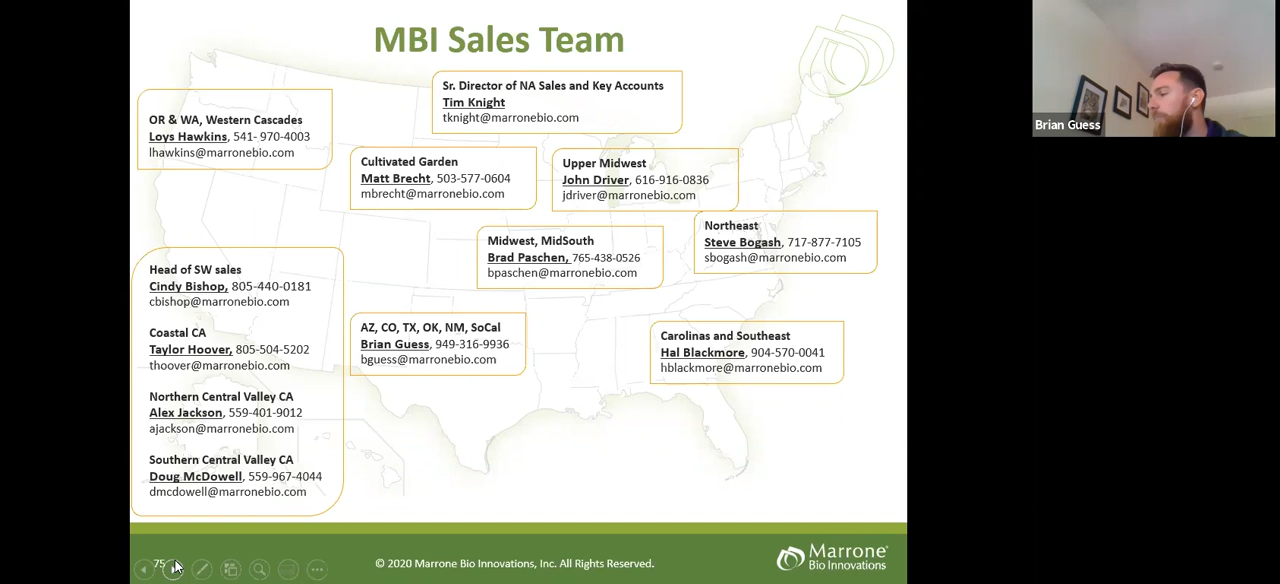 MBI Sales Team
Sr. Director of NA Sales and Key Accounts
Tim Knight
tknight@marronebio.com
OR & WA, Western Cascades
Loys Hawkins, 541- 970-4003
lhawkins@marronebio.com
Cultivated Garden
Matt Brecht, 503-577-0604
mbrecht@marronebio.com
Upper Midwest
John Driver, 616-916-0836
jdriver@marronebio.com
Northeast
Steve Bogash, 717-877-7105
sbogash@marronebio.com
Midwest, MidSouth
Brad Paschen, 765-438-0526
bpaschen@marronebio.com
Head of SW sales
Cindy Bishop, 805-440-0181
cbishop@marronebio.com
Coastal CA
Taylor Hoover, 805-504-5202
thoover@marronebio.com
Northern Central Valley CA
Alex Jackson, 559-401-9012
ajackson@marronebio.com
Southern Central Valley CA
Doug McDowell, 559-967-4044
dmcdowell@marronebio.com
AZ, CO, TX, OK, NM, SoCal
Brian Guess, 949-316-9936
bguess@marronebio.com
Carolinas and Southeast
Hal Blackmore, 904-570-0041
hblackmore@marronebio.com
75
© 2020 Marrone Bio Innovations, Inc. All Rights Reserved.
Marrone®
Bio Innovations
Brian Guess